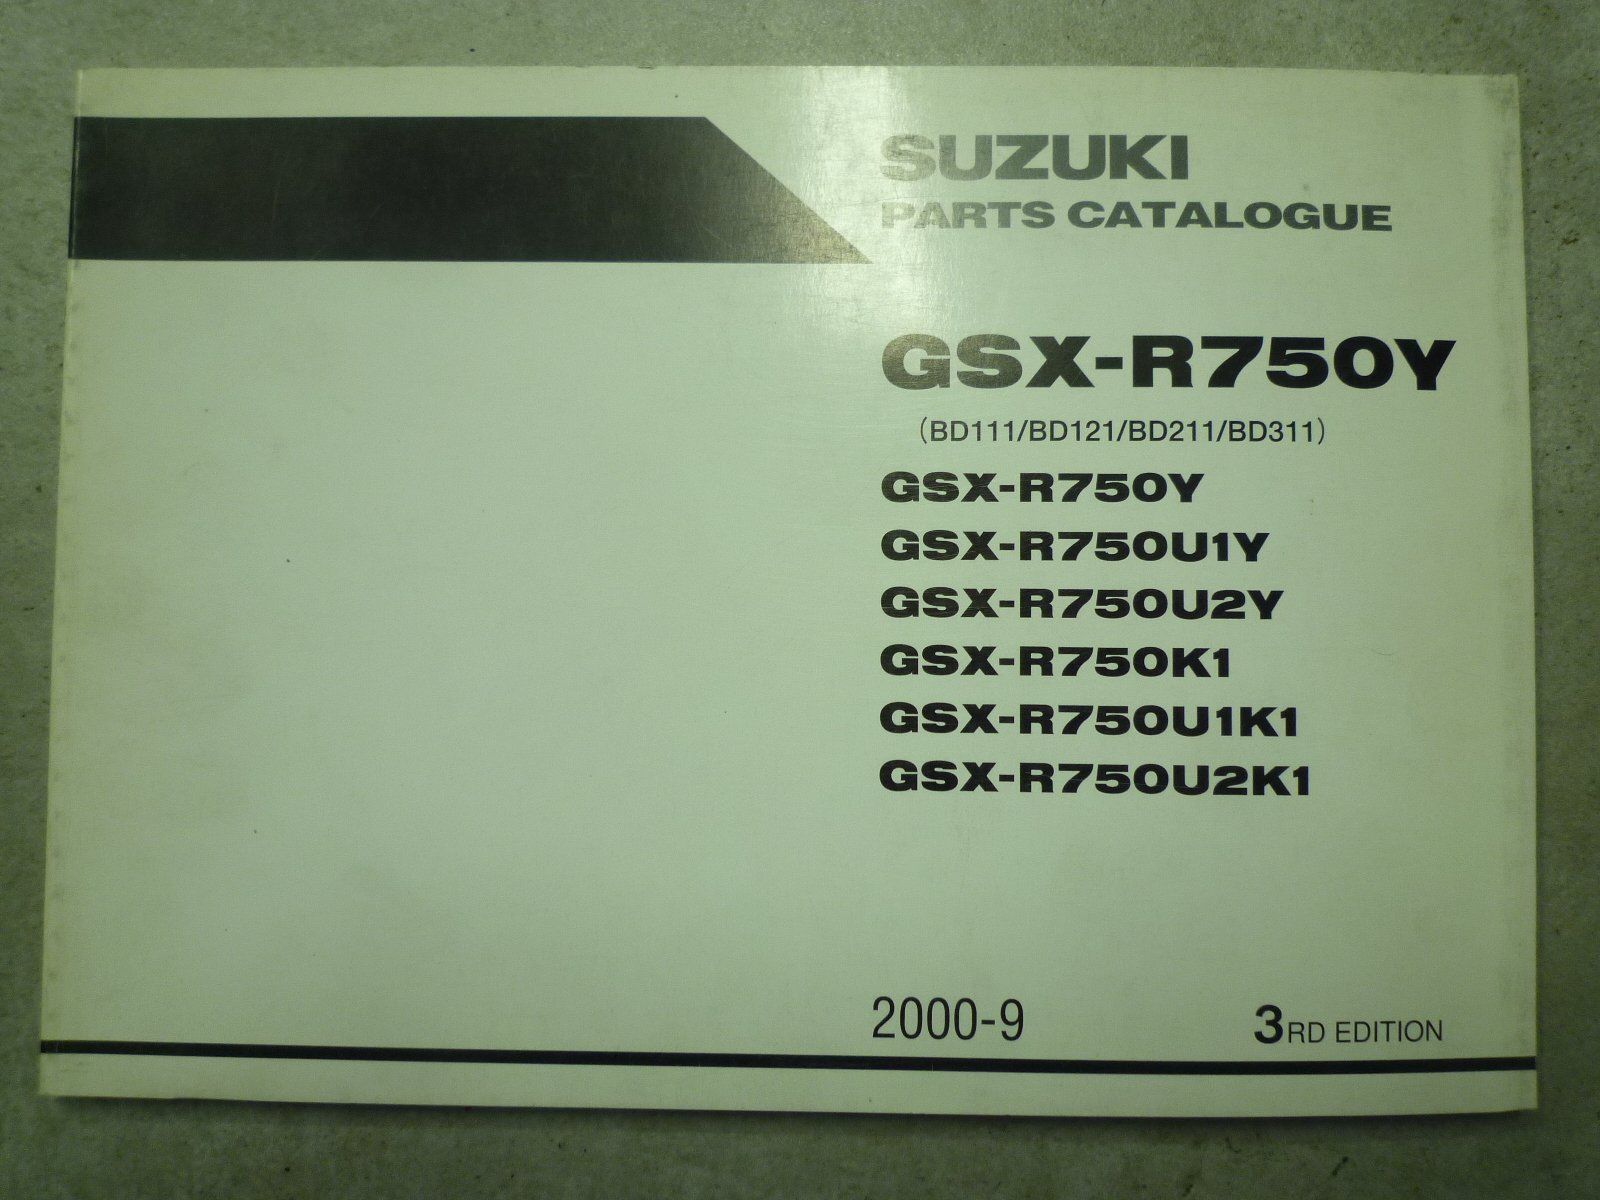 SUZUKI
PARTS CATALOGUE
GSX-R750Y
(BD111/BD121/BD211/BD311)
GSX-R750Y
GSX-R750U1Y
GSX-R750U2Y
GSX-R750K1
GSX-R750U1K1
GSX-R750U2K1
2000-9 3RD EDITION